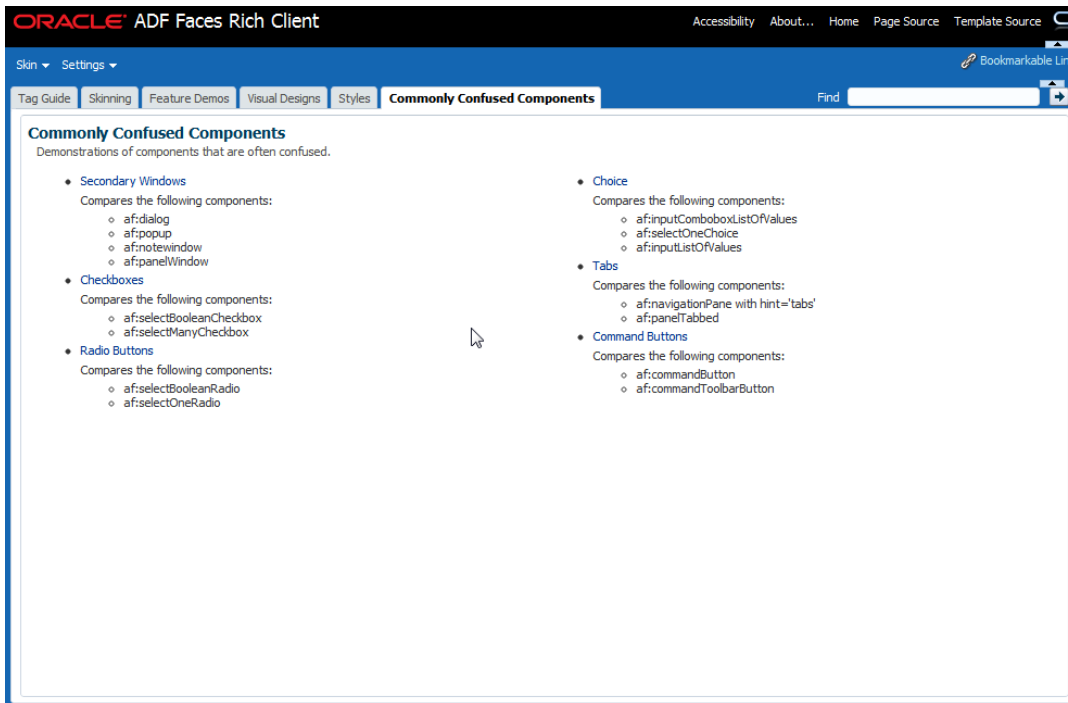 ORACLE ADF Faces Rich Client
Accessibility About... Home Page Source Template Source
Skin Settings
Bookmarkable
Tag Guide Skinning Feature Demos Visual Designs Styles Commonly Confused Components
Find
Commonly Confused Components
Demonstrations of components that are often confused.
Secondary Windows
Compares the following components:
af:dialog
af:popup
af:notewindow
af:panelWindow
Checkboxes
Compares the following components:
af:selectBooleanCheckbox
af:selectManyCheckbox
Radio Buttons
Compares the following components:
af:selectBooleanRadio
af:selectOneRadio
Choice
Compares the following components:
af:inputComboboxListOfValues
af:selectOneChoice
af:inputListOfValues
Tabs
Compares the following components:
af:navigationPane with hint='tabs'
af:panelTabbed
Command Buttons
Compares the following components:
af:commandButton
af:commandToolbarButton